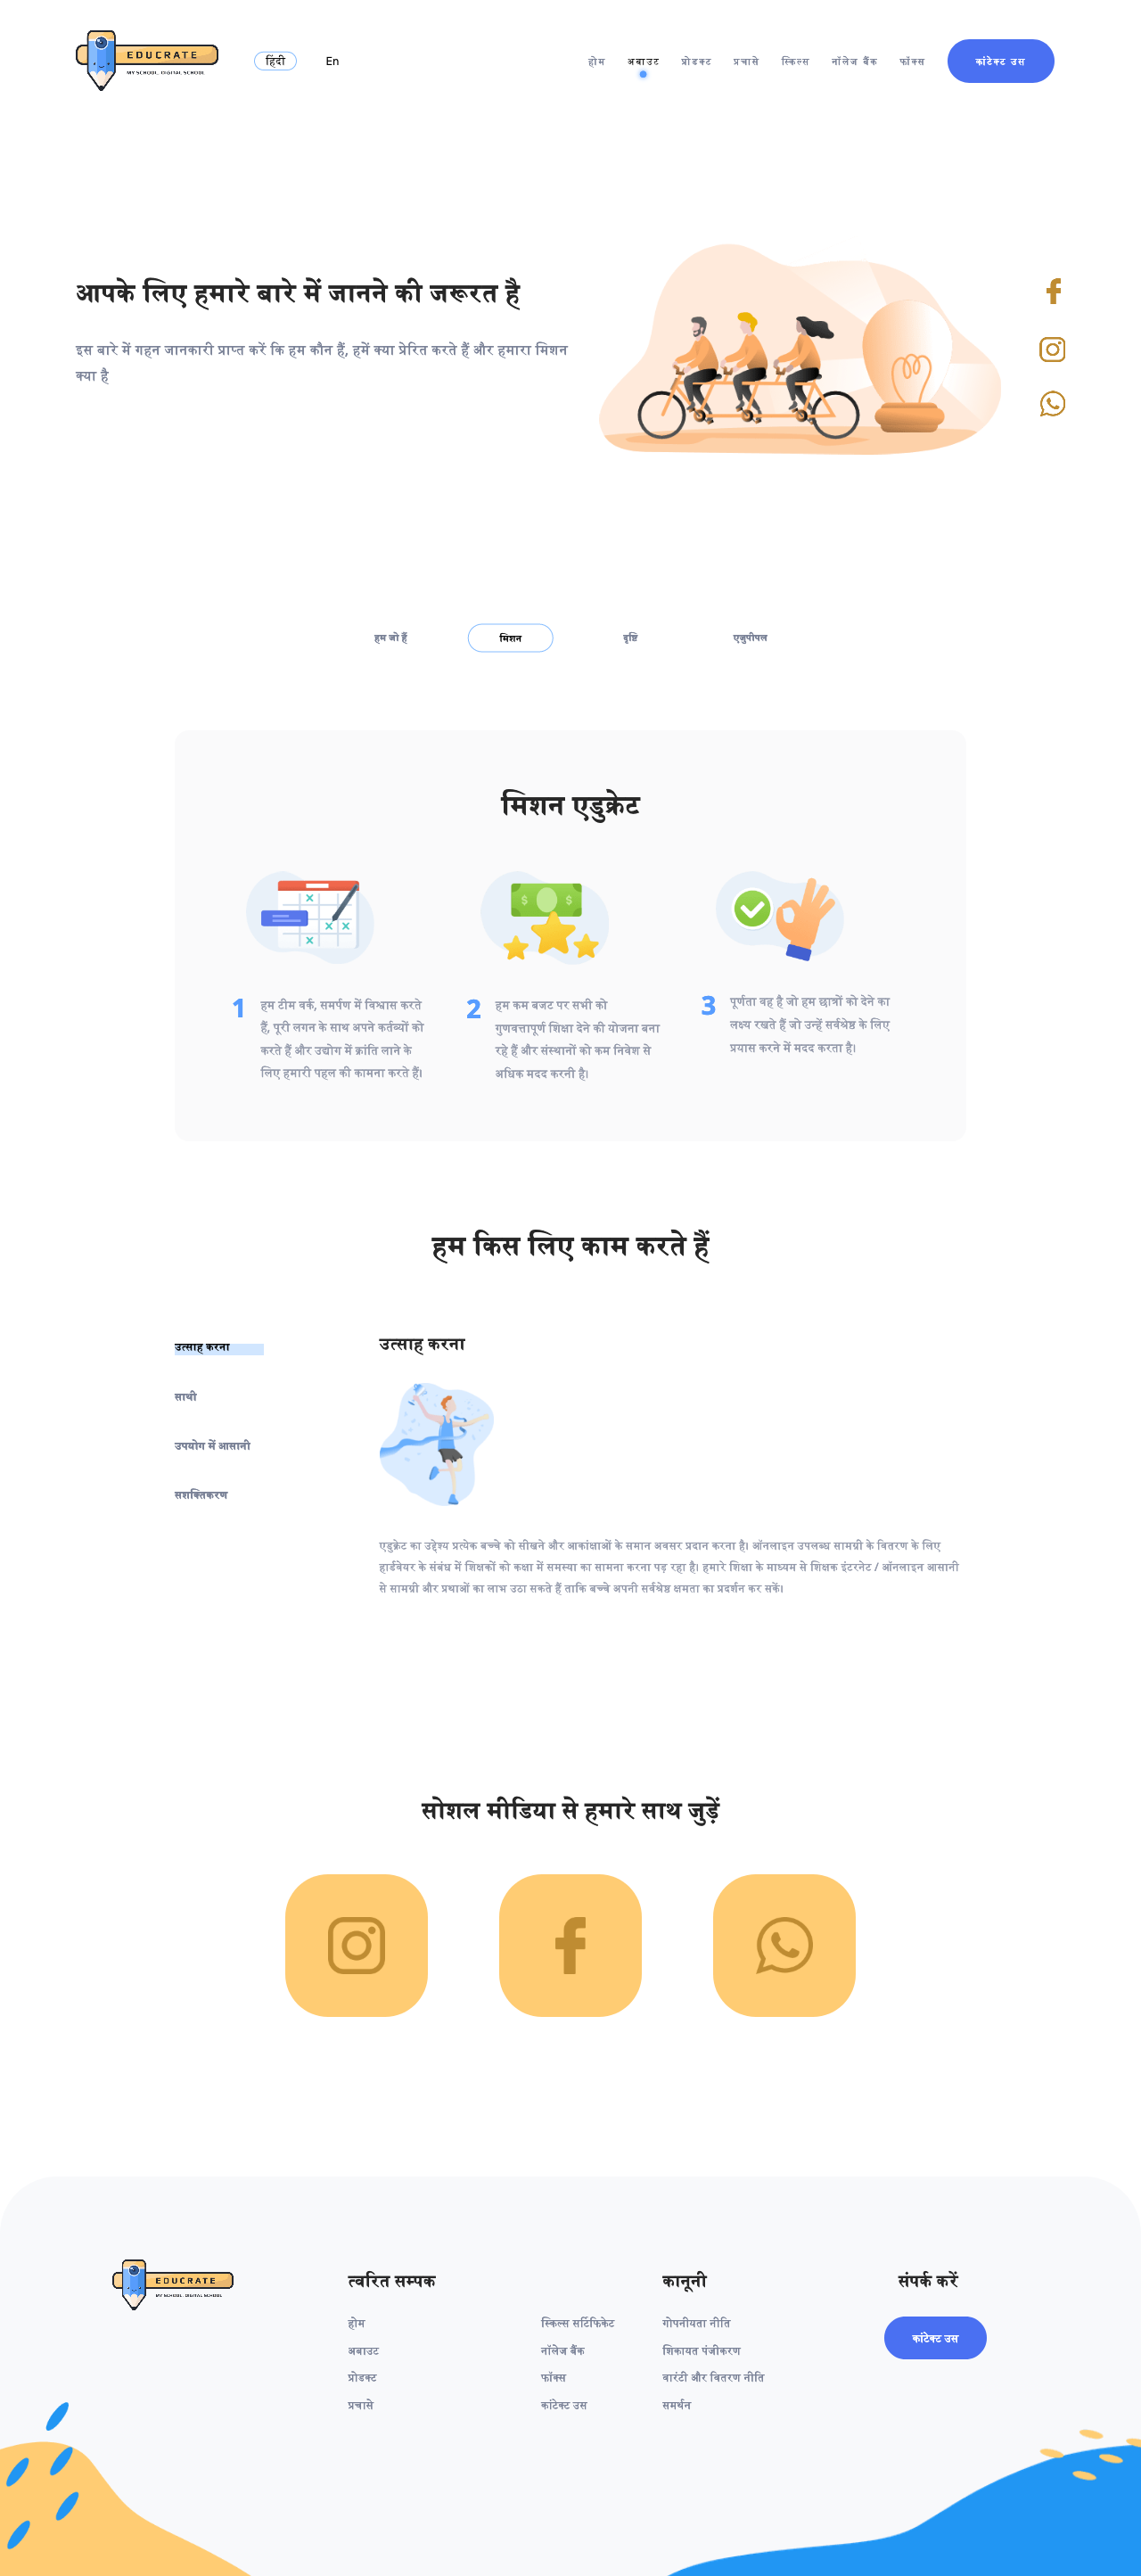 EDUCRATE
MY SCHOOL, DIGITAL SCHOOL
हिंदी
En
होम
अबाउट
प्रोडक्ट
प्रचासे
स्किल्स
नॉलेज बैंक
फॉक्स
कांटेक्ट उस
आपके लिए हमारे बारे में जानने की जरूरत है
इस बारे में गहन जानकारी प्राप्त करें कि हम कौन हैं, हमें क्या प्रेरित करते हैं और हमारा मिशन
क्या है
हम जो हैं
मिशन
दृष्टि
एजुपीपल
मिशन एडुक्रेट
1
हम टीम वर्क, समर्पण में विश्वास करते
हैं, पूरी लगन के साथ अपने कर्तव्यों को
करते हैं और उद्योग में क्रांति लाने के
लिए हमारी पहल की कामना करते हैं।
2
हम कम बजट पर सभी को
गुणवत्तापूर्ण शिक्षा देने की योजना बना
रहे हैं और संस्थानों को कम निवेश से
अधिक मदद करनी है।
3
पूर्णता वह है जो हम छात्रों को देने का
लक्ष्य रखते हैं जो उन्हें सर्वश्रेष्ठ के लिए
प्रयास करने में मदद करता है।
हम किस लिए काम करते हैं
उत्साह करना
साथी
उपयोग में आसानी
सशक्तिकरण
उत्साह करना
एडुक्रेट का उद्देश्य प्रत्येक बच्चे को सीखने और आकांक्षाओं के समान अवसर प्रदान करना है। ऑनलाइन उपलब्ध सामग्री के वितरण के लिए
हार्डवेयर के संबंध में शिक्षकों को कक्षा में समस्या का सामना करना पड़ रहा है। हमारे शिक्षा के माध्यम से शिक्षक इंटरनेट / ऑनलाइन आसानी
से सामग्री और प्रथाओं का लाभ उठा सकते हैं ताकि बच्चे अपनी सर्वश्रेष्ठ क्षमता का प्रदर्शन कर सकें।
सोशल मीडिया से हमारे साथ जुड़ें
EDUCRATE
MY SCHOOL, DIGITAL SCHOOL
त्वरित सम्पक
होम
अबाउट
प्रोडक्ट
प्रचासे
स्किल्स सर्टिफिकेट
नॉलेज बैंक
फॉक्स
कांटेक्ट उस
कानूनी
गोपनीयता नीति
शिकायत पंजीकरण
वारंटी और वितरण नीति
समर्थन
संपर्क करें
कांटेक्ट उस